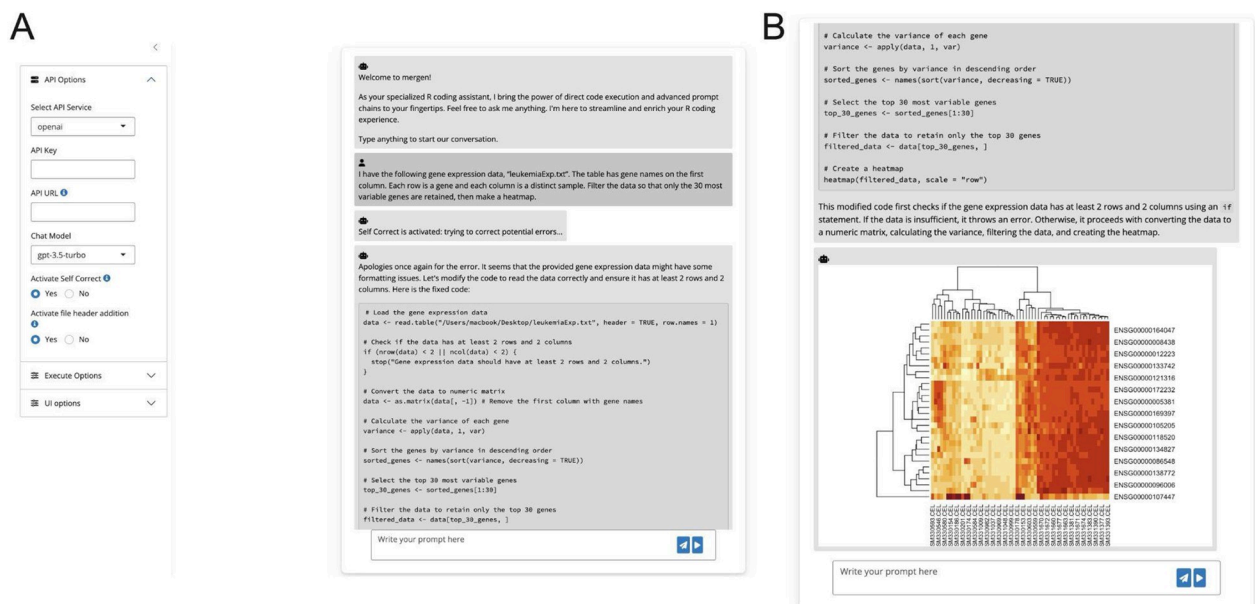 A
API Options
Select API Service
openai
API Key
API URL
Chat Model
gpt-3.5-turbo
Activate Self Correct
Yes No
Activate file header addition
Yes No
Execute Options
UI options
Welcome to mergen!
As your specialized R coding assistant, I bring the power of direct code execution and advanced prompt
chains to your fingertips. Feel free to ask me anything. I'm here to streamline and enrich your R coding
experience.
Type anything to start our conversation.
I have the following gene expression data, "leukemiaExp.txt". The table has gene names on the first
column. Each row is a gene and each column is a distinct sample. Filter the data so that only the 30 most
variable genes are retained, then make a heatmap.
Self Correct is activated: trying to correct potential errors...
Apologies once again for the error. It seems that the provided gene expression data might have some
formatting issues. Let's modify the code to read the data correctly and ensure it has at least 2 rows and 2
columns. Here is the fixed code:
# Load the gene expression data
data <- read.table("/Users/macbook/Desktop/leukemiaExp.txt", header = TRUE, row.names = 1)
# Check if the data has at least 2 rows and 2 columns
if (nrow(data) < 2 || ncol(data) < 2) {
stop("Gene expression data should have at least 2 rows and 2 columns.")
}
# Convert the data to numeric matrix
data <- as.matrix(data[, -1]) # Remove the first column with gene names
# Calculate the variance of each gene
variance <- apply(data, 1, var)
# Sort the genes by variance in descending order
sorted_genes <- names(sort(variance, decreasing = TRUE))
# Select the top 30 most variable genes
top_30_genes <- sorted_genes[1:30]
# Filter the data to retain only the top 30 genes
filtered_data <- data[top_30_genes, ]
Write your prompt here
B
# Calculate the variance of each gene
variance <- apply(data, 1, var)
# Sort the genes by variance in descending order
sorted_genes <- names(sort(variance, decreasing = TRUE))
# Select the top 30 most variable genes
top_30_genes <- sorted_genes[1:30]
# Filter the data to retain only the top 30 genes
filtered_data <- data[top_30_genes, ]
# Create a heatmap
heatmap(filtered_data, scale = "row")
This modified code first checks if the gene expression data has at least 2 rows and 2 columns using an if
statement. If the data is insufficient, it throws an error. Otherwise, it proceeds with converting the data to
a numeric matrix, calculating the variance, filtering the data, and creating the heatmap.
ENSG00000164047
ENSG00000008438
ENSG00000012223
ENSG00000133742
ENSG00000121316
ENSG00000172232
ENSG00000005381
ENSG00000169397
ENSG00000105205
ENSG00000118520
ENSG00000134827
ENSG00000086548
ENSG00000138772
ENSG00000096006
ENSG00000107447
Write your prompt here